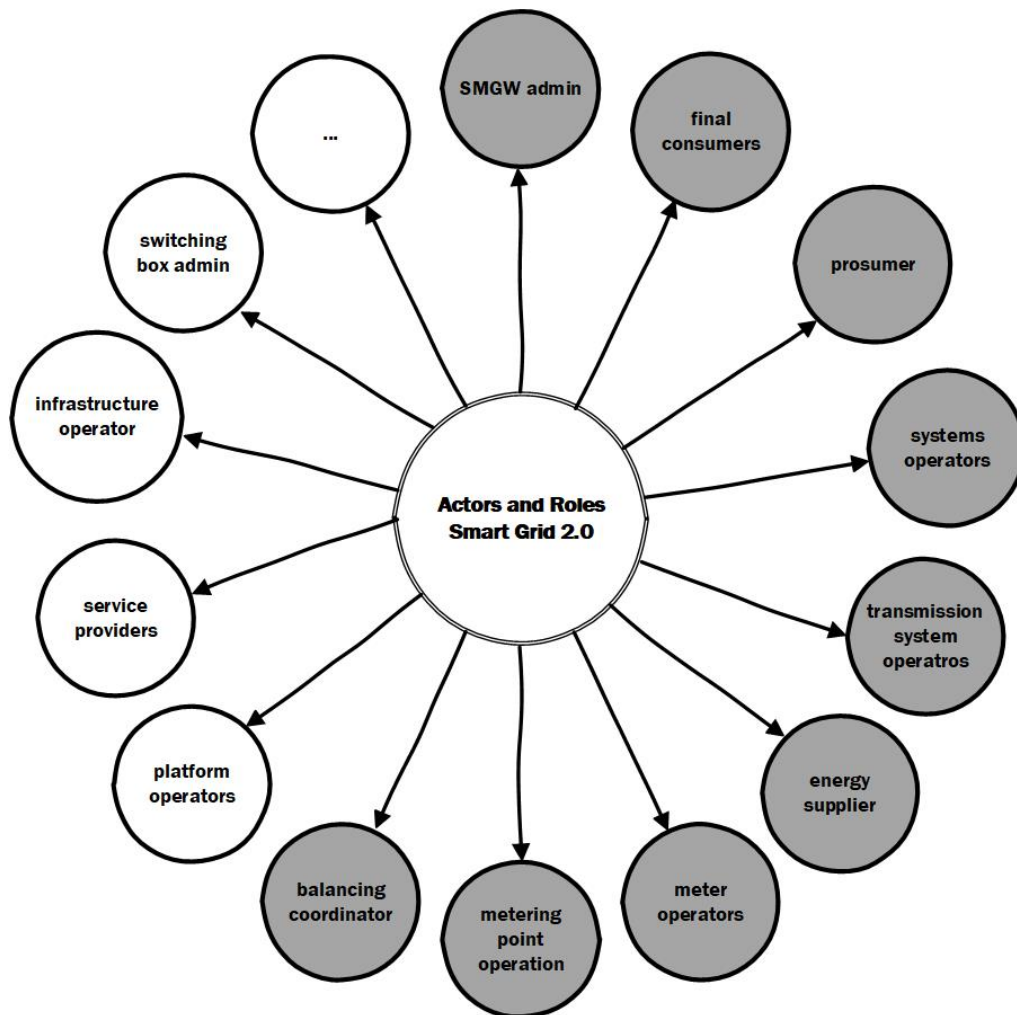 SMGW admin
final
consumers
prosumer
systems
operators
transmission
system
operatros
energy
supplier
meter
operators
metering
point
operation
balancing
coordinator
platform
operators
service
providers
infrastructure
operator
switching
box admin
...
Actors and Roles
Smart Grid 2.0